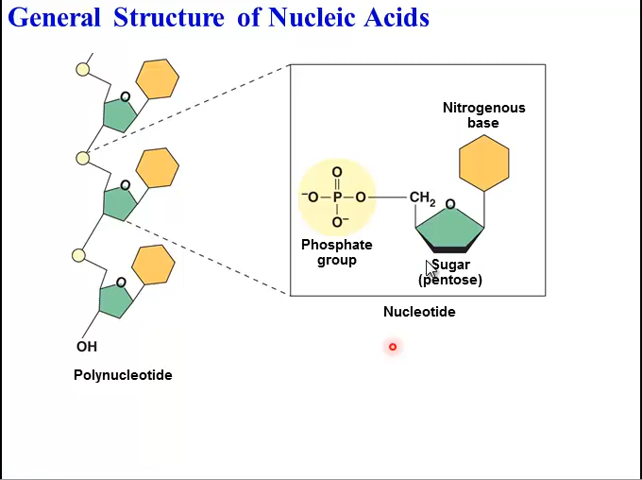 General Structure of Nucleic Acids
O
O
O
OH
Polynucleotide
Nitrogenous
base
O
⁻O–P–O
O⁻
CH₂
O
Phosphate
group
Sugar
(pentose)
Nucleotide